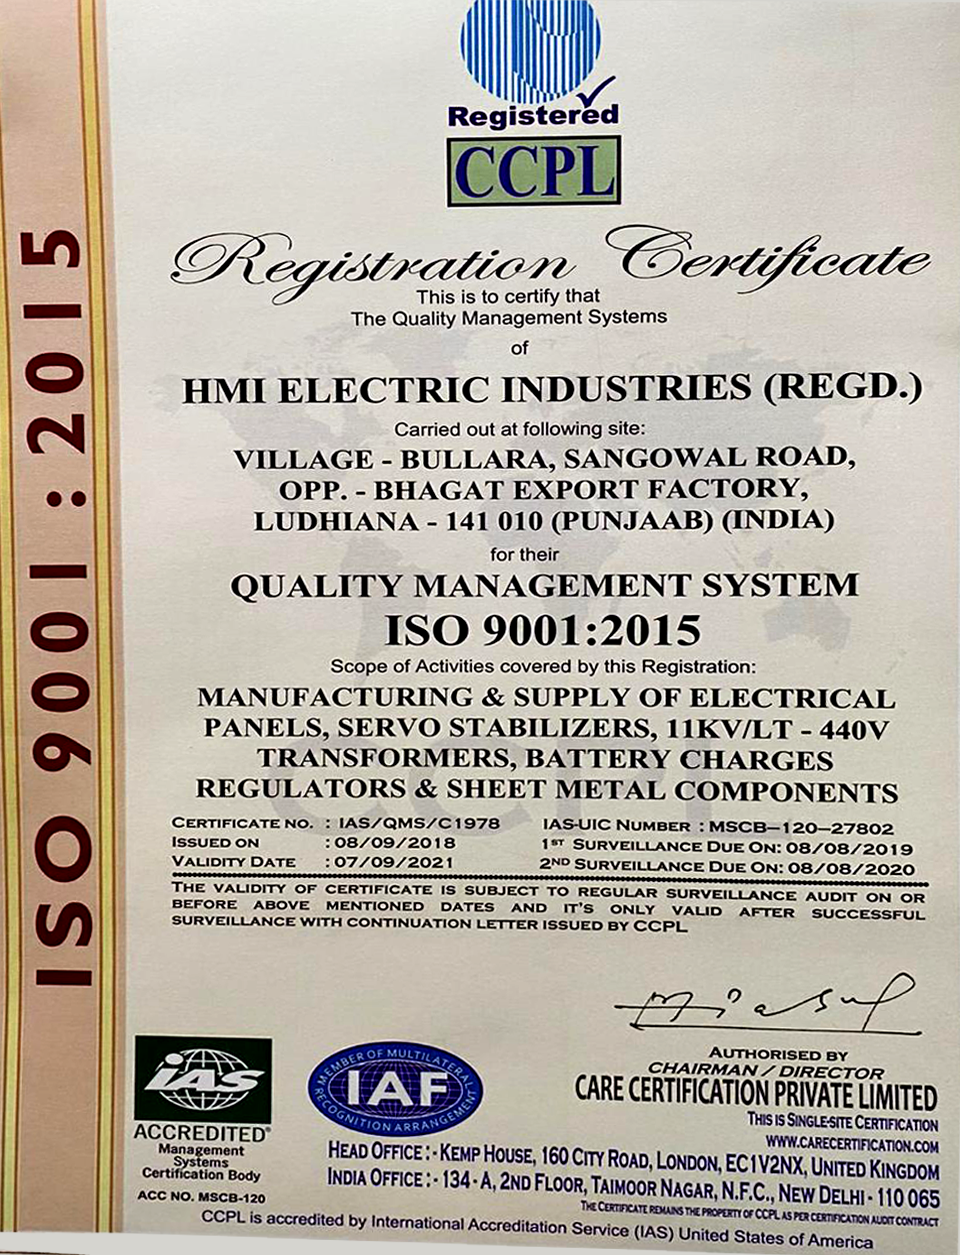 Registered
CCPL
Registration Certificate
This is to certify that
The Quality Management Systems
of
HMI ELECTRIC INDUSTRIES (REGD.)
Carried out at following site:
VILLAGE - BULLARA, SANGOWAL ROAD,
OPP. - BHAGAT EXPORT FACTORY,
LUDHIANA - 141 010 (PUNJAAB) (INDIA)
for their
QUALITY MANAGEMENT SYSTEM
ISO 9001:2015
Scope of Activities covered by this Registration:
MANUFACTURING & SUPPLY OF ELECTRICAL
PANELS, SERVO STABILIZERS, 11KV/LT - 440V
TRANSFORMERS, BATTERY CHARGES
REGULATORS & SHEET METAL COMPONENTS
CERTIFICATE NO. : IAS/QMS/C1978 IAS-UIC NUMBER : MSCB-120-27802
ISSUED ON : 08/09/2018 1ST SURVEILLANCE DUE ON: 08/08/2019
VALIDITY DATE : 07/09/2021 2ND SURVEILLANCE DUE ON: 08/08/2020
THE VALIDITY OF CERTIFICATE IS SUBJECT TO REGULAR SURVEILLANCE AUDIT ON OR
BEFORE ABOVE MENTIONED DATES AND IT'S ONLY VALID AFTER SUCCESSFUL
SURVEILLANCE WITH CONTINUATION LETTER ISSUED BY CCPL
ISO 9001:2015
CCPL
AUTHORISED BY
CHAIRMAN / DIRECTOR
CARE CERTIFICATION PRIVATE LIMITED
THIS IS SINGLE-SITE CERTIFICATION
WWW.CARECERTIFICATION.COM
IAS
ACCREDITED®
Management
Systems
Certification Body
ACC NO. MSCB-120
MEMBER OF MULTILATERAL
IAF
RECOGNITION ARRANGEMENT
HEAD OFFICE :- KEMP HOUSE, 160 CITY ROAD, LONDON, EC1V2NX, UNITED KINGDOM
INDIA OFFICE :- 134 - A, 2ND FLOOR, TAIMOOR NAGAR, N.F.C., NEW DELHI - 110 065
THE CERTIFICATE REMAINS THE PROPERTY OF CCPL AS PER CERTIFICATION AUDIT CONTRACT
CCPL is accredited by International Accreditation Service (IAS) United States of America